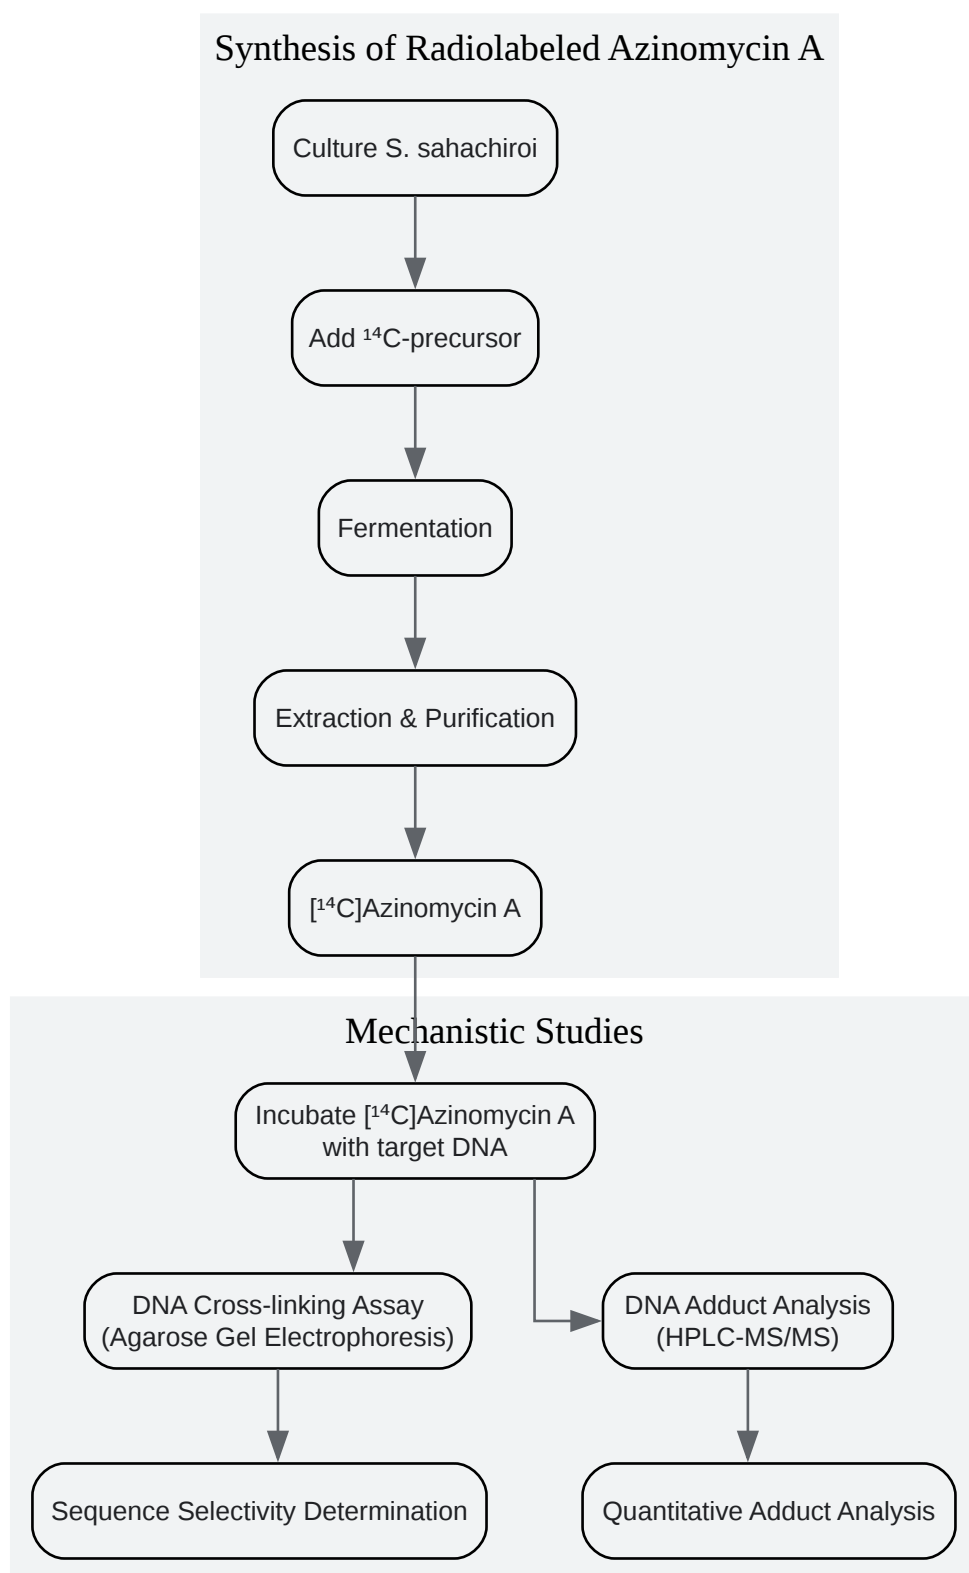 Synthesis of Radiolabeled Azinomycin A
Culture S. sahachiroi
Add ¹⁴C-precursor
Fermentation
Extraction & Purification
[¹⁴C]Azinomycin A
Mechanistic Studies
Incubate [¹⁴C]Azinomycin A
with target DNA
DNA Cross-linking Assay
(Agarose Gel Electrophoresis)
DNA Adduct Analysis
(HPLC-MS/MS)
Sequence Selectivity Determination
Quantitative Adduct Analysis